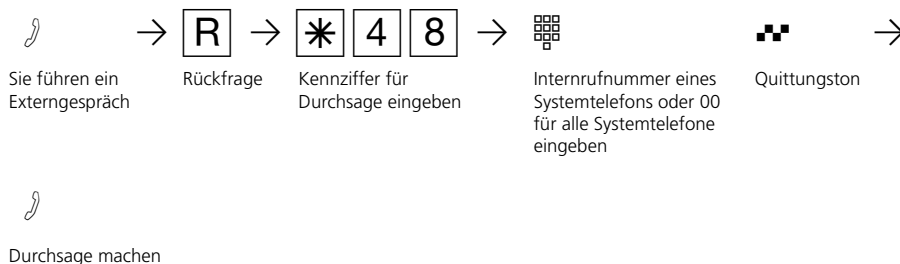 R * 4 8
Sie führen ein
Externgespräch
Rückfrage
Kennziffer für
Durchsage eingeben
Internrufnummer eines
Systemtelefons oder 00
für alle Systemtelefone
eingeben
Quittungston
Durchsage machen